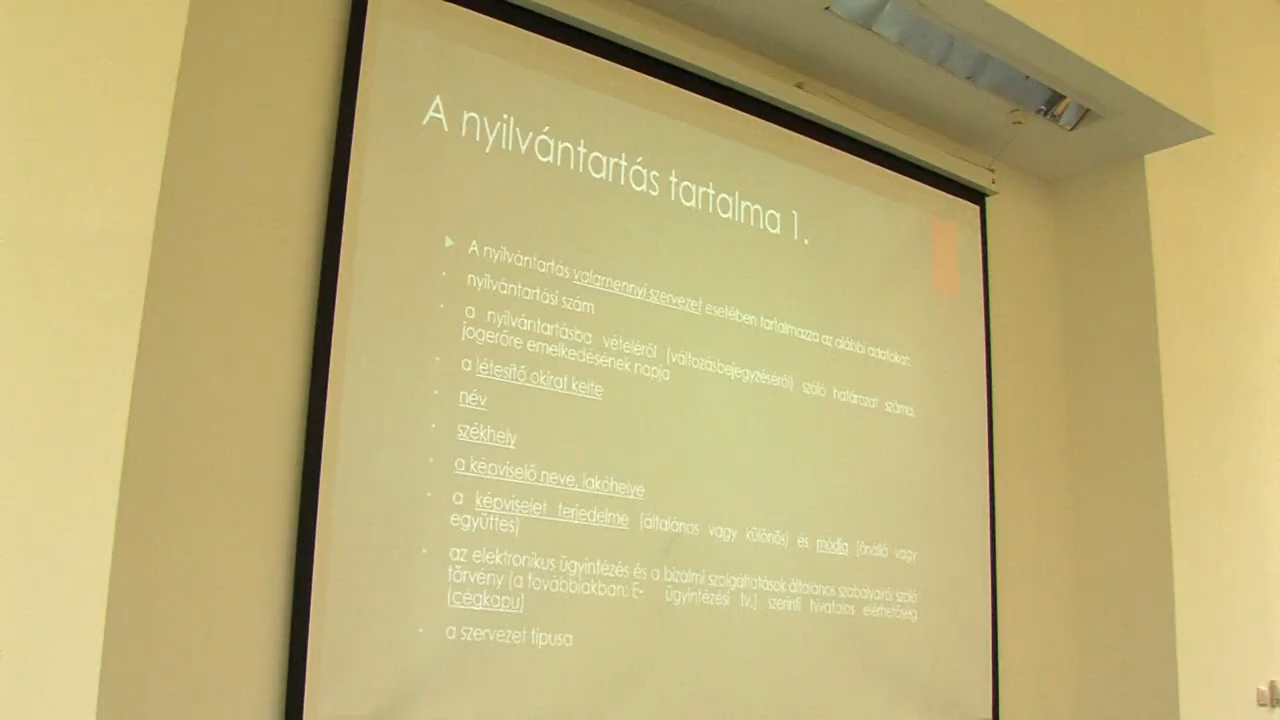 A nyilvántartás tartalma 1.
A nyilvántartás valamennyi szervezet esetében tartalmazza az alábbi adatokat:
nyilvántartási szám
a nyilvántartásba vételéről (változásbejegyzéséről) szóló határozat száma,
jogerőre emelkedésének napja
a létesítő okirat kelte
név
székhely
a képviselő neve, lakóhelye
a képviselet terjedelme (általános vagy különös) és módja (önálló vagy
együttes)
az elektronikus ügyintézés és a bizalmi szolgáltatások általános szabályairól szóló
törvény (a továbbiakban: E- ügyintézési tv.) szerinti hivatalos elérhetőség
(cégkapu)
a szervezet típusa